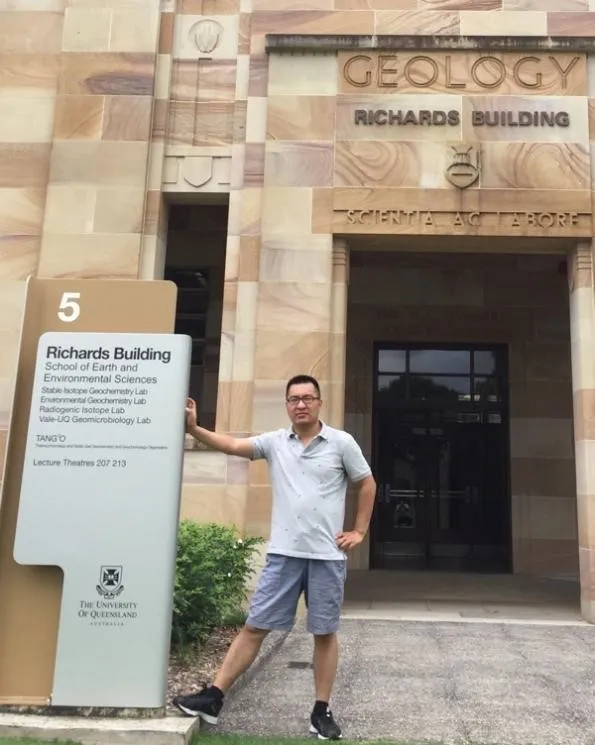 GEOLOGY
RICHARDS BUILDING
SCIENTIA AC LABORE
5
Richards Building
School of Earth and
Environmental Sciences
Stable Isotope Geochemistry Lab
Environmental Geochemistry Lab
Radiogenic Isotope Lab
Vale-UQ Geomicrobiology Lab
Lecture Theatres 207 213
THE UNIVERSITY
OF QUEENSLAND
AUSTRALIA